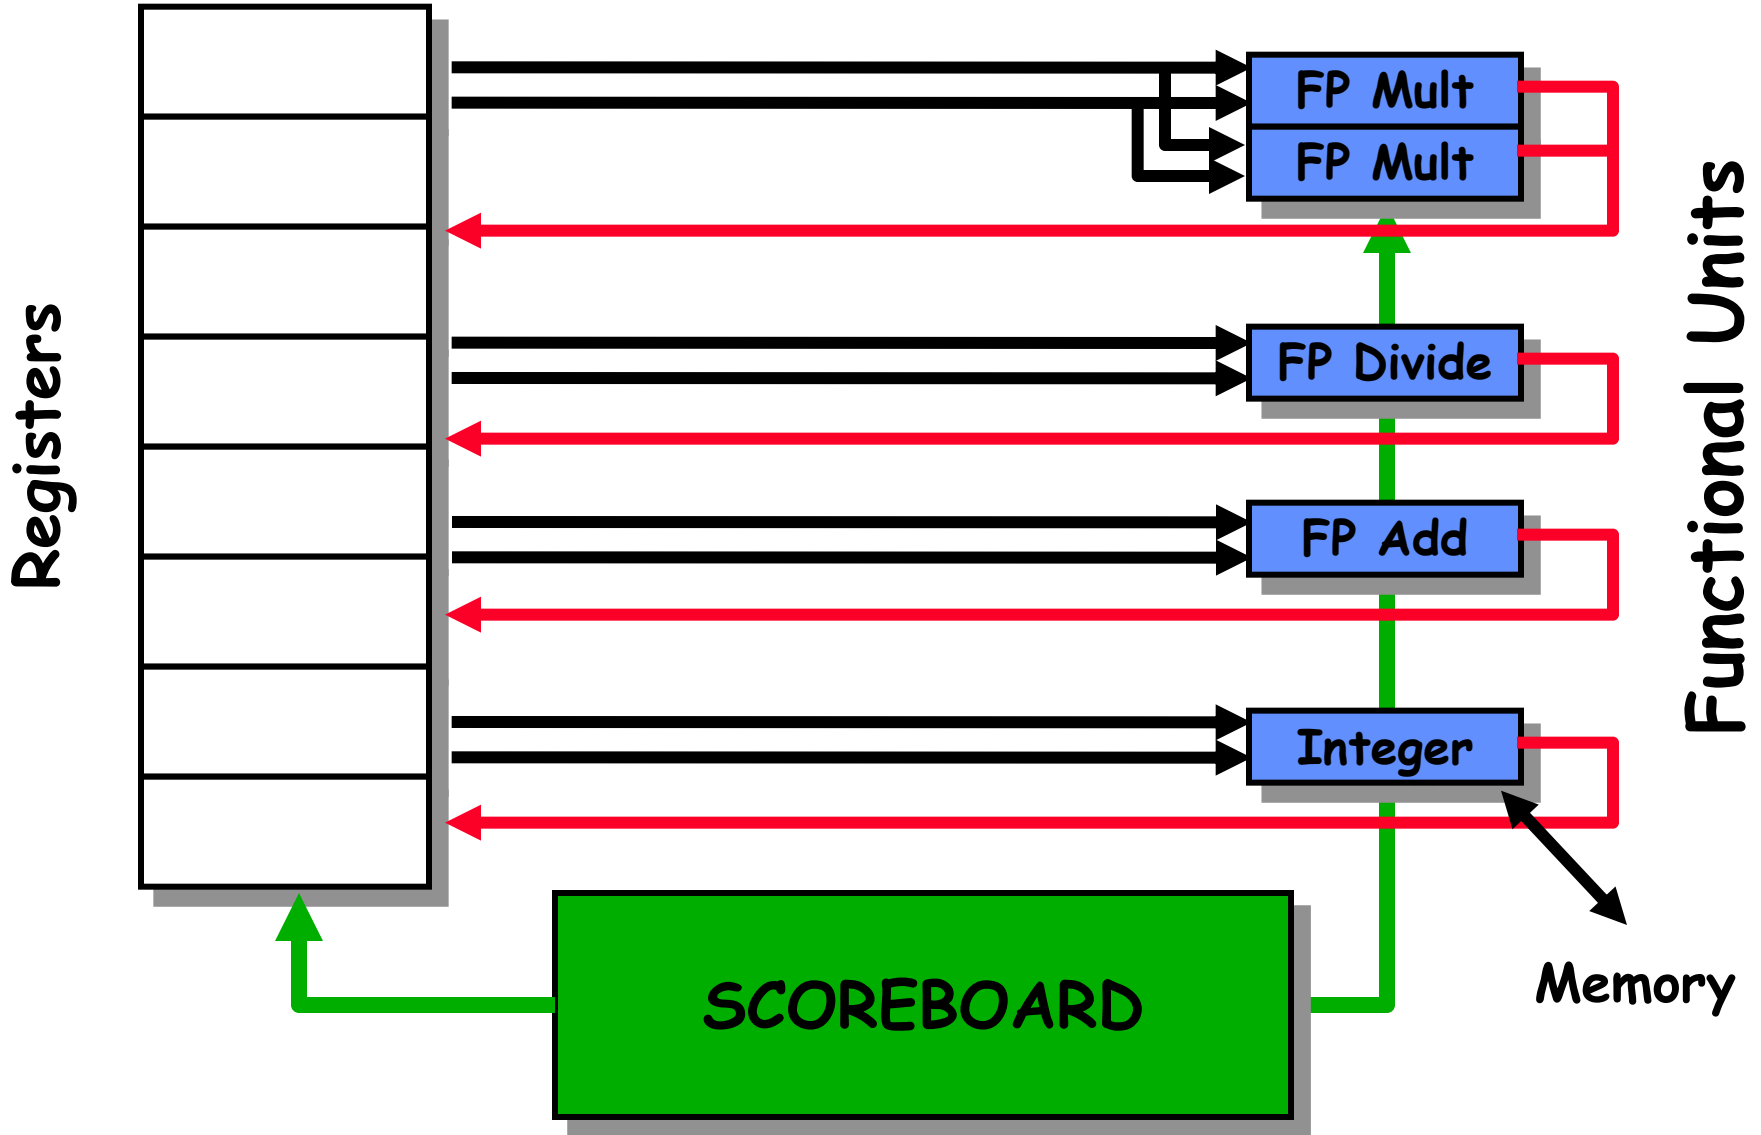 Registers
FP Mult
FP Mult
FP Divide
FP Add
Integer
Functional Units
SCOREBOARD
Memory